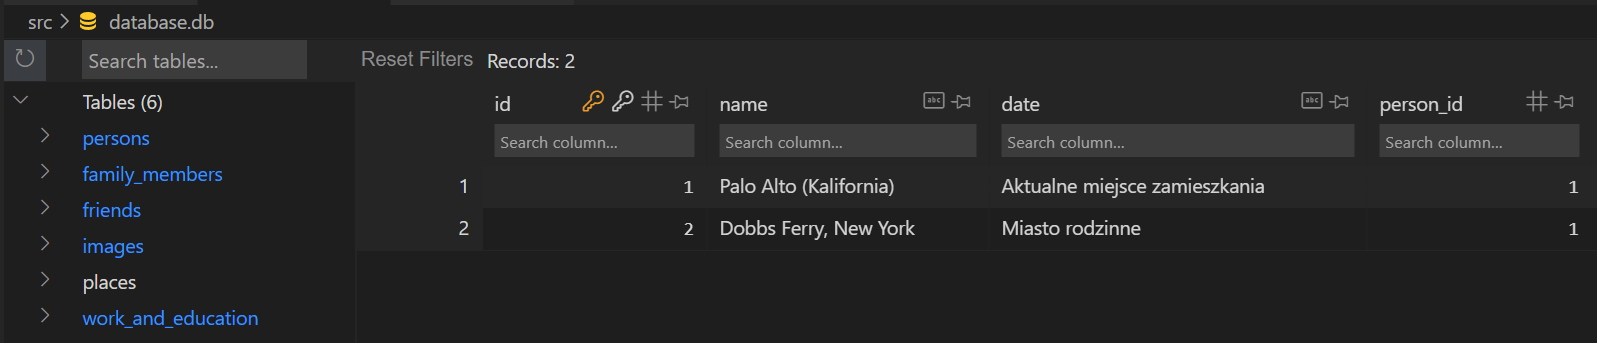 src > database.db
Search tables...
Reset Filters Records: 2
Tables (6)
persons
family_members
friends
images
places
work_and_education
id name date person_id
Search column... Search column... Search column... Search column...
1 1 Palo Alto (Kalifornia) Aktualne miejsce zamieszkania 1
2 2 Dobbs Ferry, New York Miasto rodzinne 1